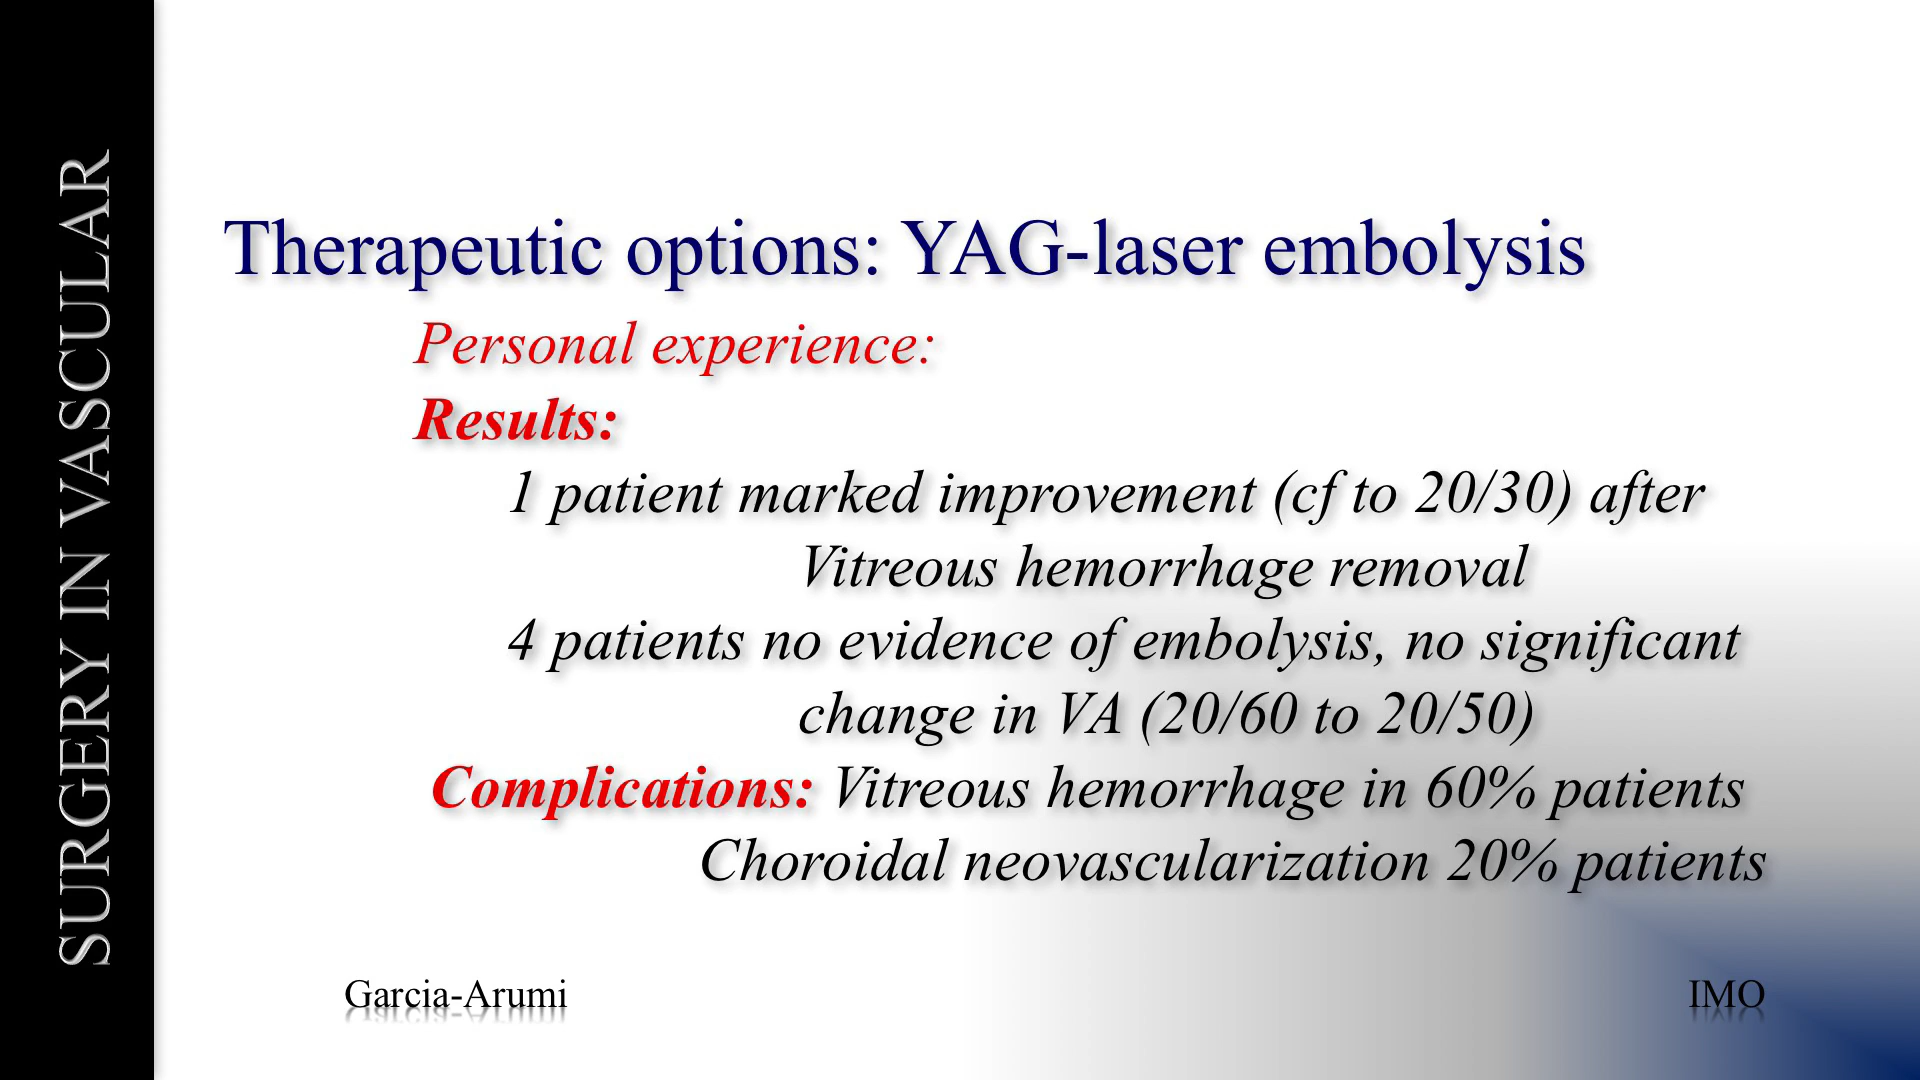 SURGERY IN VASCULAR
Therapeutic options: YAG-laser embolysis
Personal experience:
Results:
1 patient marked improvement (cf to 20/30) after
Vitreous hemorrhage removal
4 patients no evidence of embolysis, no significant
change in VA (20/60 to 20/50)
Complications: Vitreous hemorrhage in 60% patients
Choroidal neovascularization 20% patients
Garcia-Arumi
IMO